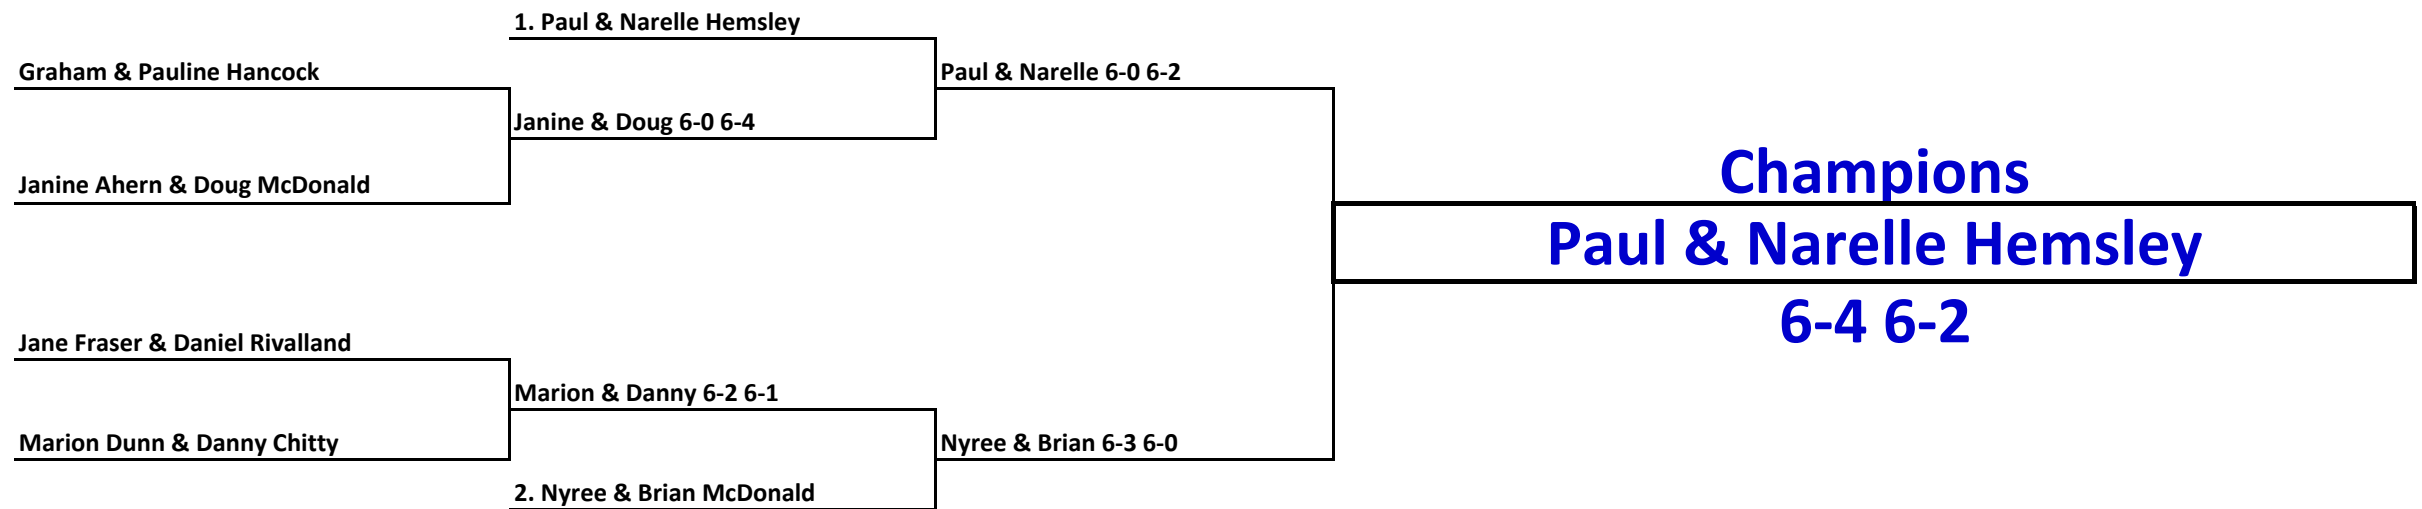 1. Paul & Narelle Hemsley
Graham & Pauline Hancock
Paul & Narelle 6-0 6-2
Janine & Doug 6-0 6-4
Janine Ahern & Doug McDonald
Champions
Paul & Narelle Hemsley
6-4 6-2
Jane Fraser & Daniel Rivalland
Marion & Danny 6-2 6-1
Marion Dunn & Danny Chitty
Nyree & Brian 6-3 6-0
2. Nyree & Brian McDonald